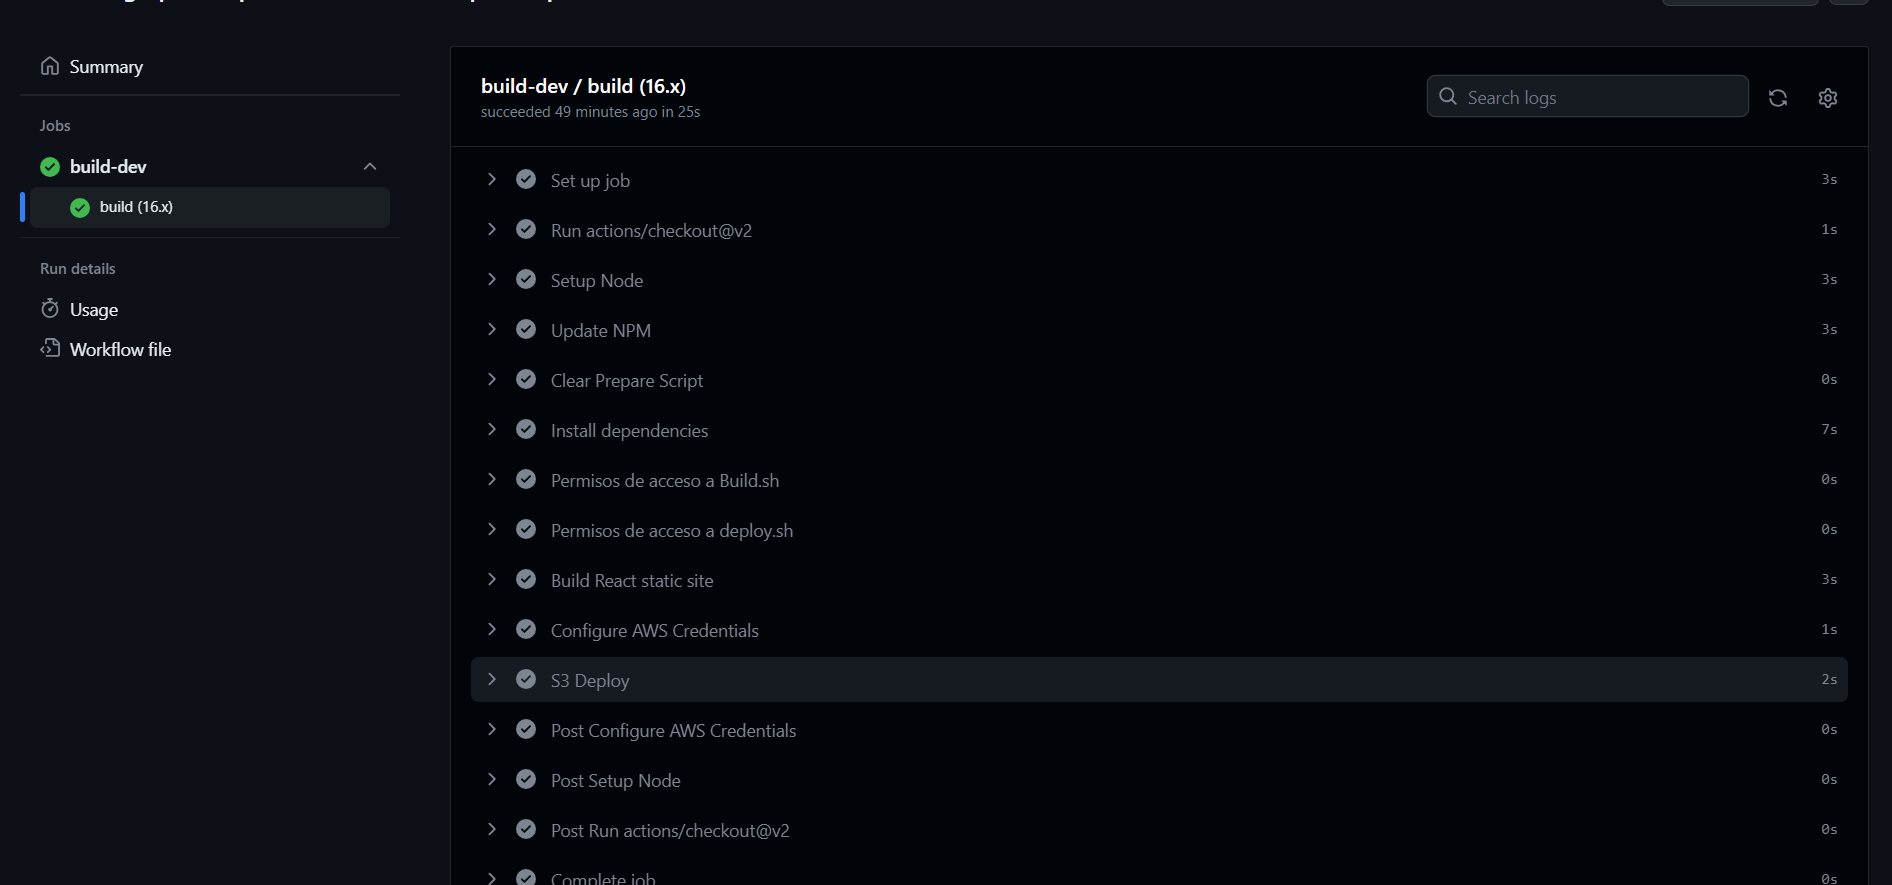 Summary
Jobs
build-dev
build (16.x)
Run details
Usage
Workflow file
build-dev / build (16.x)
succeeded 49 minutes ago in 25s
Search logs
Set up job 3s
Run actions/checkout@v2 1s
Setup Node 3s
Update NPM 3s
Clear Prepare Script 0s
Install dependencies 7s
Permisos de acceso a Build.sh 0s
Permisos de acceso a deploy.sh 0s
Build React static site 3s
Configure AWS Credentials 1s
S3 Deploy 2s
Post Configure AWS Credentials 0s
Post Setup Node 0s
Post Run actions/checkout@v2 0s
Complete job 0s